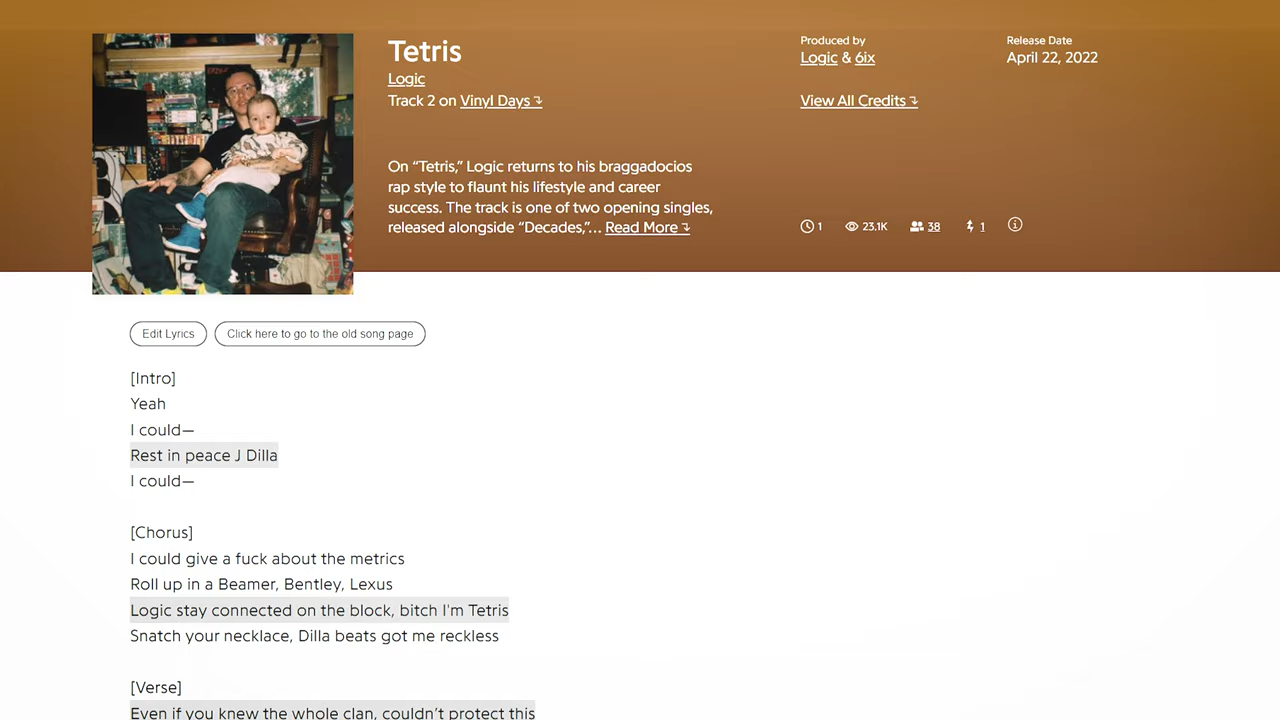 Tetris
Logic
Track 2 on Vinyl Days
On “Tetris,” Logic returns to his braggadocios
rap style to flaunt his lifestyle and career
success. The track is one of two opening singles,
released alongside “Decades,”… Read More
Produced by
Logic & 6ix
View All Credits
Release Date
April 22, 2022
1 23.1K 38 1
Edit Lyrics Click here to go to the old song page
[Intro]
Yeah
I could—
Rest in peace J Dilla
I could—
[Chorus]
I could give a fuck about the metrics
Roll up in a Beamer, Bentley, Lexus
Logic stay connected on the block, bitch I'm Tetris
Snatch your necklace, Dilla beats got me reckless
[Verse]
Even if you knew the whole clan, couldn’t protect this